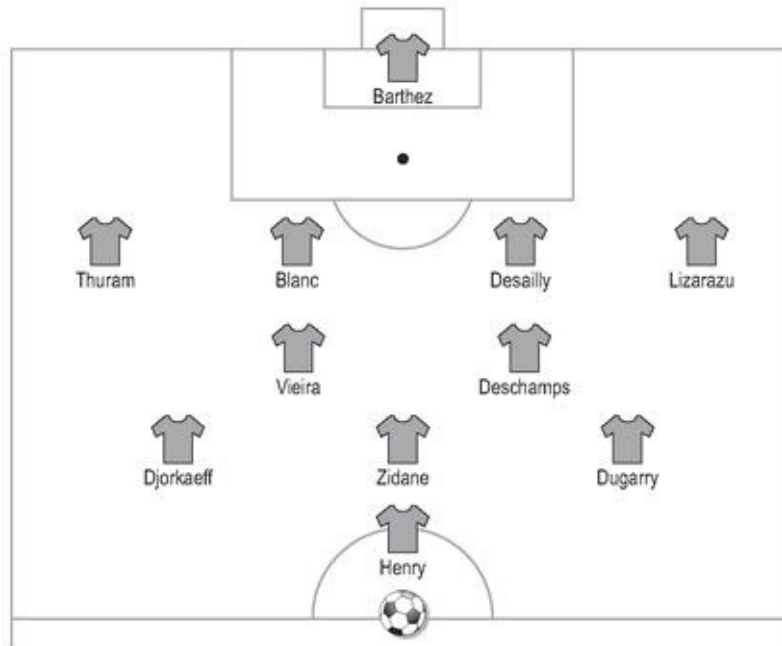 Barthez
Thuram
Blanc
Desailly
Lizarazu
Vieira
Deschamps
Djorkaeff
Zidane
Dugarry
Henry